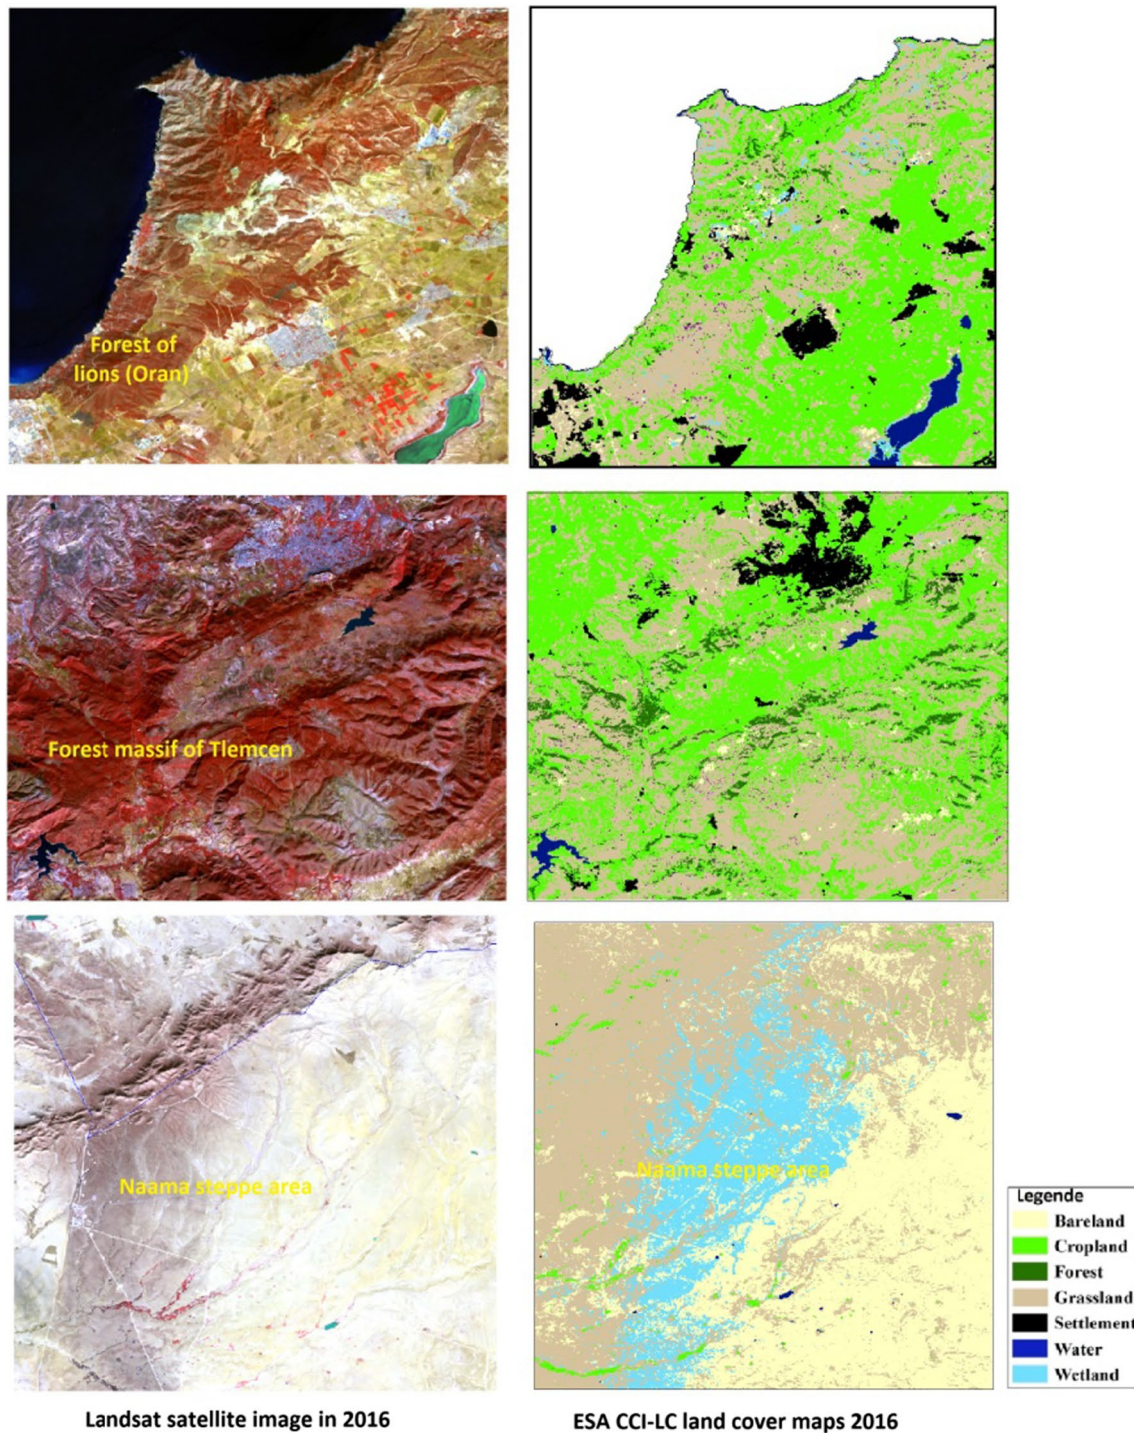 Forest of
lions (Oran)
Forest massif of Tlemcen
Naama steppe area
Naama steppe area
Legende
Bareland
Cropland
Forest
Grassland
Settlement
Water
Wetland
Landsat satellite image in 2016
ESA CCI-LC land cover maps 2016